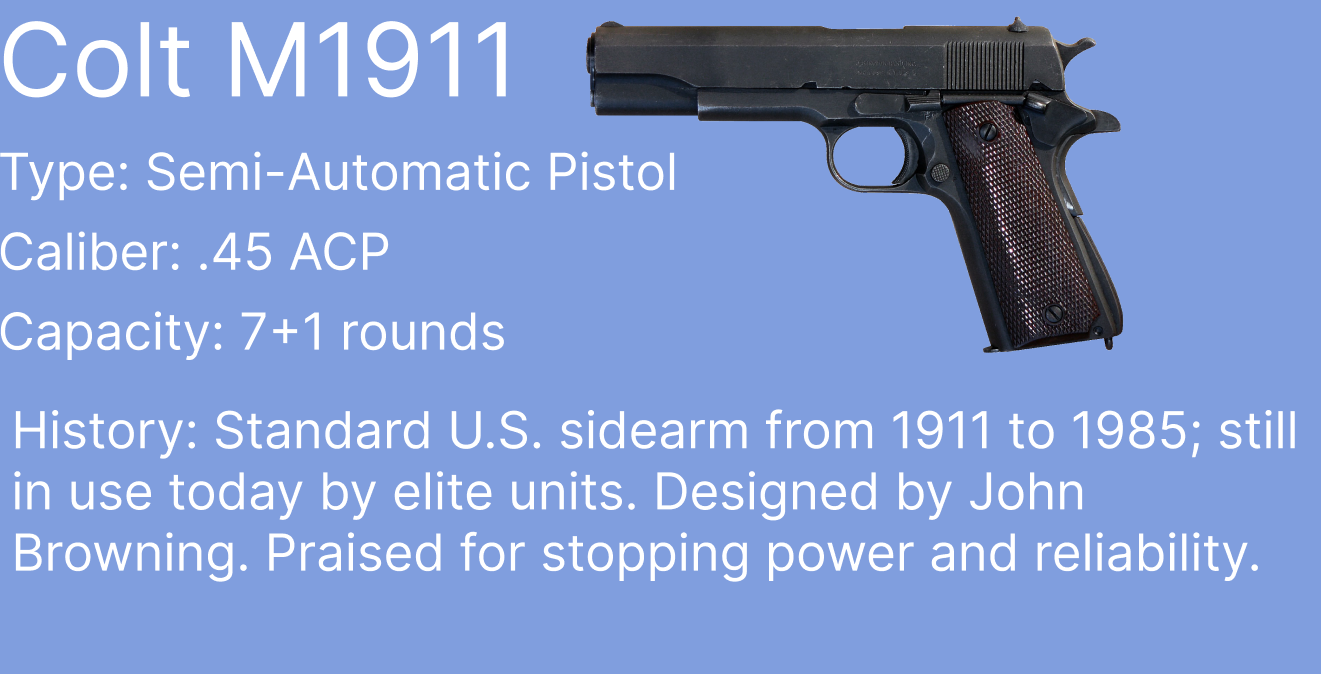 Colt M1911
Type: Semi-Automatic Pistol
Caliber: .45 ACP
Capacity: 7+1 rounds
History: Standard U.S. sidearm from 1911 to 1985; still
in use today by elite units. Designed by John
Browning. Praised for stopping power and reliability.